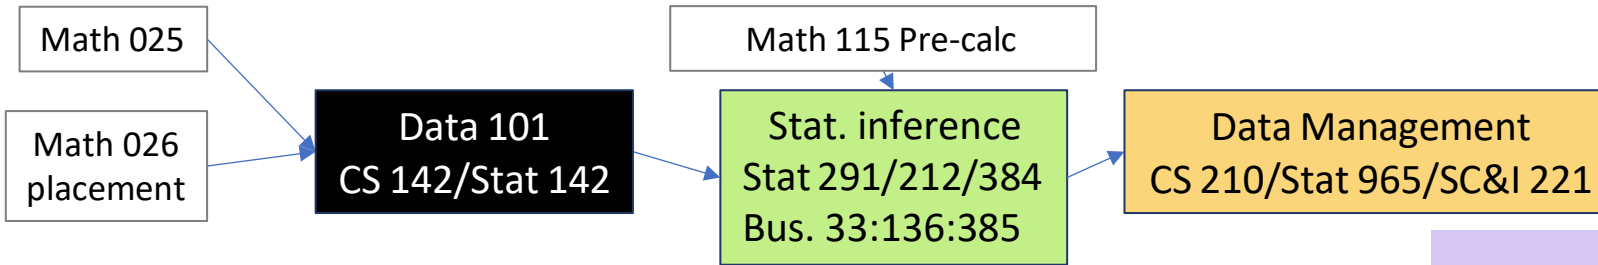 Math 025
Math 026
placement
Data 101
CS 142/Stat 142
Math 115 Pre-calc
Stat. inference
Stat 291/212/384
Bus. 33:136:385
Data Management
CS 210/Stat 965/SC&I 221